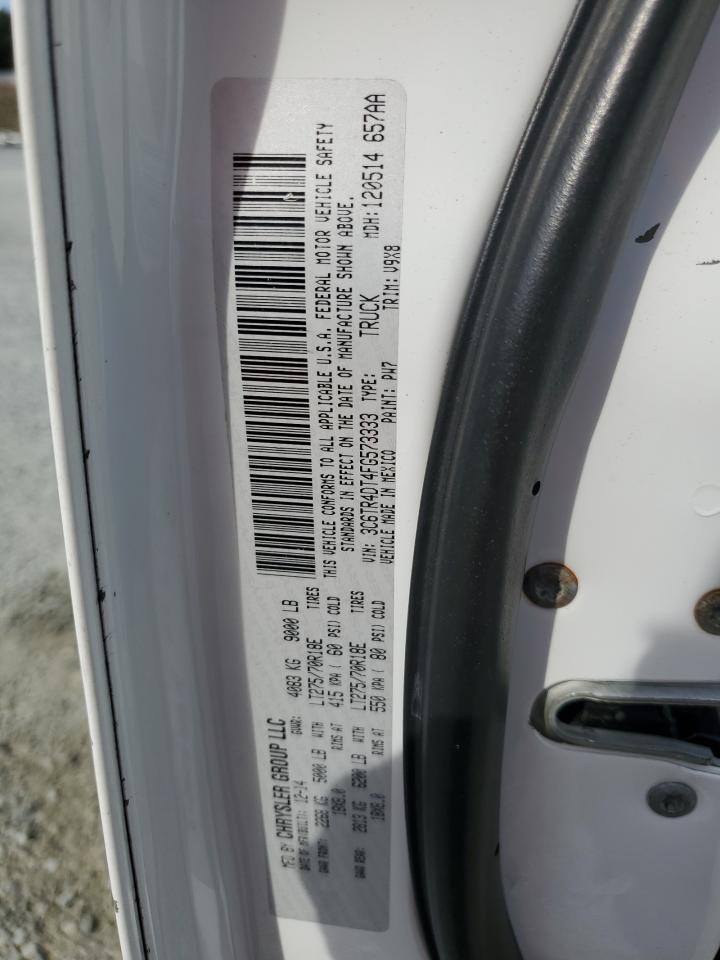 MFD BY CHRYSLER GROUP LLC
DATE OF MFR(BUILT): 12-14 GVWR: 4083 KG 9000 LB
GAWR FRONT: 2268 KG 5000 LB WITH LT275/70R18E TIRES
18X8.0 RIMS AT 415 KPA ( 60 PSI) COLD
GAWR REAR: 2813 KG 6200 LB WITH LT275/70R18E TIRES
18X8.0 RIMS AT 550 KPA ( 80 PSI) COLD
THIS VEHICLE CONFORMS TO ALL APPLICABLE U.S.A. FEDERAL MOTOR VEHICLE SAFETY
STANDARDS IN EFFECT ON THE DATE OF MANUFACTURE SHOWN ABOVE.
VIN: 3C6TR4DT4FG573333 TYPE: TRUCK MDH: 120514 657AA
VEHICLE MADE IN MEXICO PAINT: PW7 TRIM: V9X8